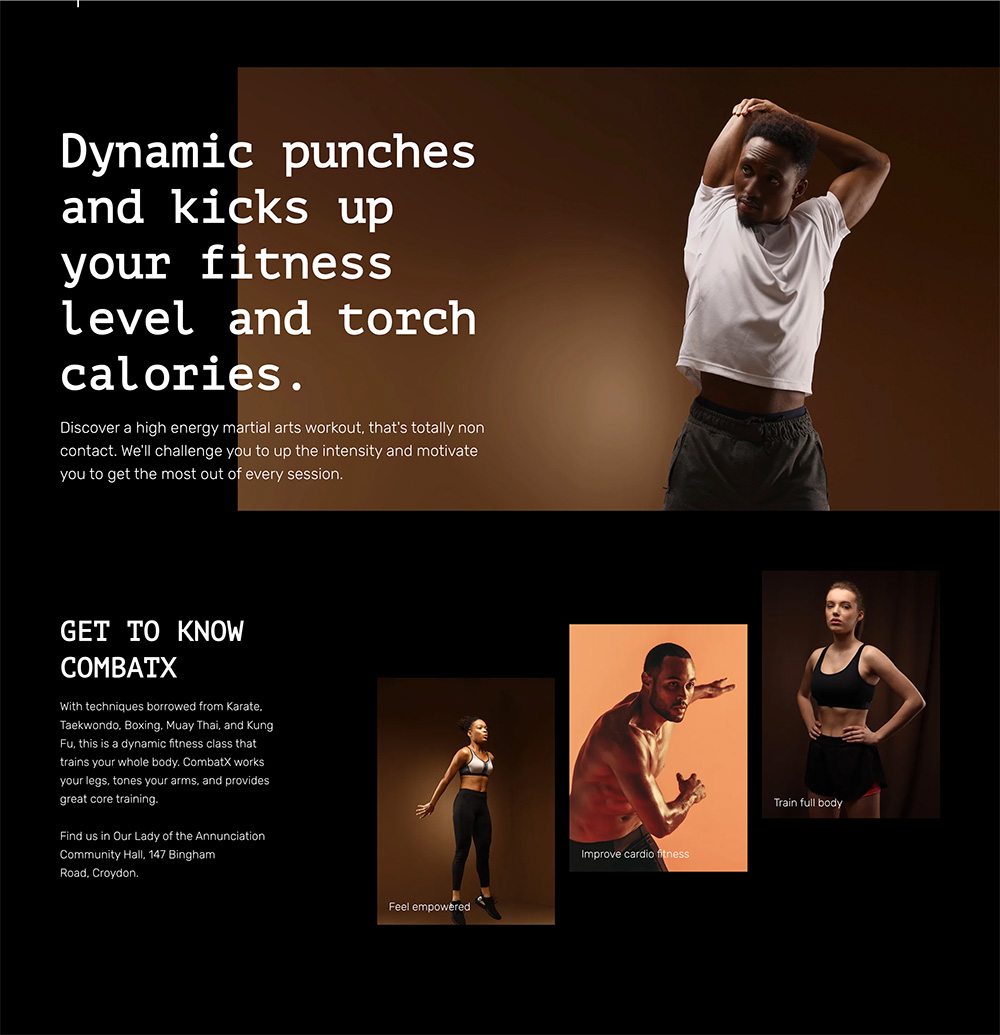 Dynamic punches
and kicks up
your fitness
level and torch
calories.
Discover a high energy martial arts workout, that's totally non
contact. We'll challenge you to up the intensity and motivate
you to get the most out of every session.
GET TO KNOW
COMBATX
With techniques borrowed from Karate,
Taekwondo, Boxing, Muay Thai, and Kung
Fu, this is a dynamic fitness class that
trains your whole body. CombatX works
your legs, tones your arms, and provides
great core training.
Find us in Our Lady of the Annunciation
Community Hall, 147 Bingham
Road, Croydon.
Feel empowered
Improve cardio fitness
Train full body